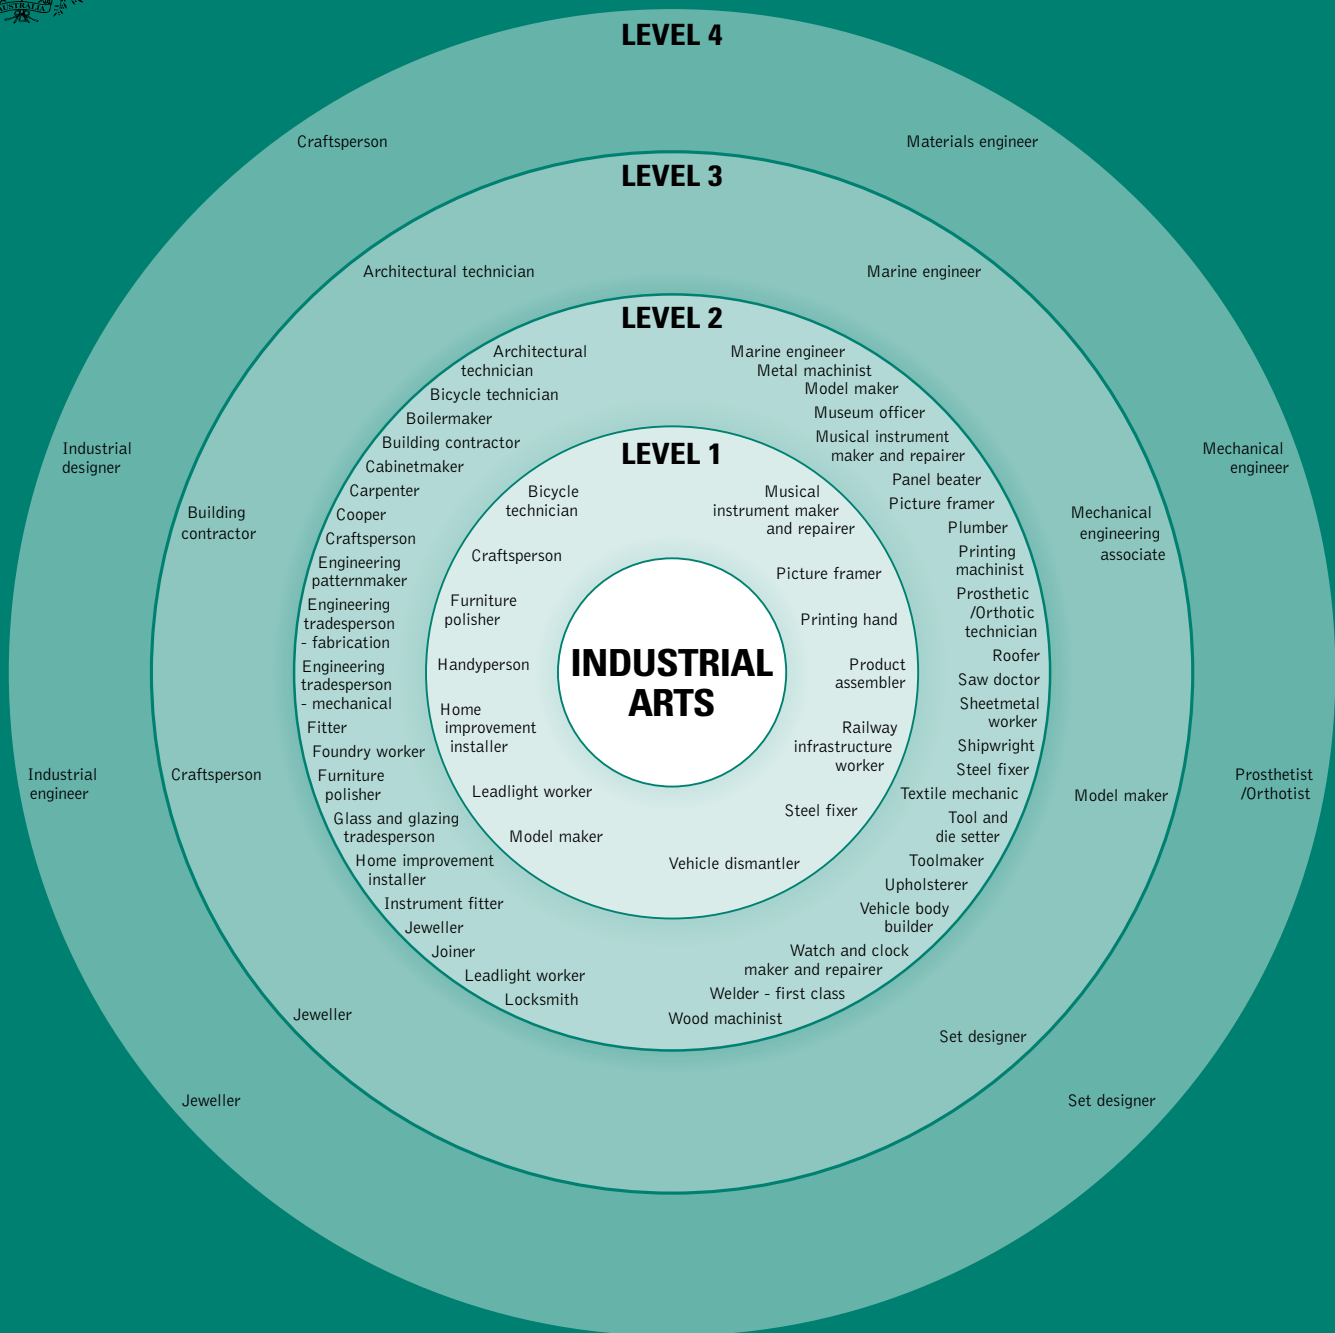 AUSTRALIA
LEVEL 4
Craftsperson
Materials engineer
Industrial
designer
Mechanical
engineer
Industrial
engineer
Prosthetist
/Orthotist
Jeweller
Set designer
LEVEL 3
Architectural technician
Marine engineer
Building
contractor
Mechanical
engineering
associate
Craftsperson
Model maker
Jeweller
Set designer
LEVEL 2
Architectural
technician
Bicycle technician
Boilermaker
Building contractor
Cabinetmaker
Carpenter
Cooper
Craftsperson
Engineering
patternmaker
Engineering
tradesperson
- fabrication
Engineering
tradesperson
- mechanical
Fitter
Foundry worker
Furniture
polisher
Glass and glazing
tradesperson
Home improvement
installer
Instrument fitter
Jeweller
Joiner
Leadlight worker
Locksmith
Marine engineer
Metal machinist
Model maker
Museum officer
Musical instrument
maker and repairer
Panel beater
Picture framer
Plumber
Printing
machinist
Prosthetic
/Orthotic
technician
Roofer
Saw doctor
Sheetmetal
worker
Shipwright
Steel fixer
Textile mechanic
Tool and
die setter
Toolmaker
Upholsterer
Vehicle body
builder
Watch and clock
maker and repairer
Welder - first class
Wood machinist
LEVEL 1
Bicycle
technician
Craftsperson
Furniture
polisher
Handyperson
Home
improvement
installer
Leadlight worker
Model maker
Musical
instrument maker
and repairer
Picture framer
Printing hand
Product
assembler
Railway
infrastructure
worker
Steel fixer
Vehicle dismantler
INDUSTRIAL
ARTS